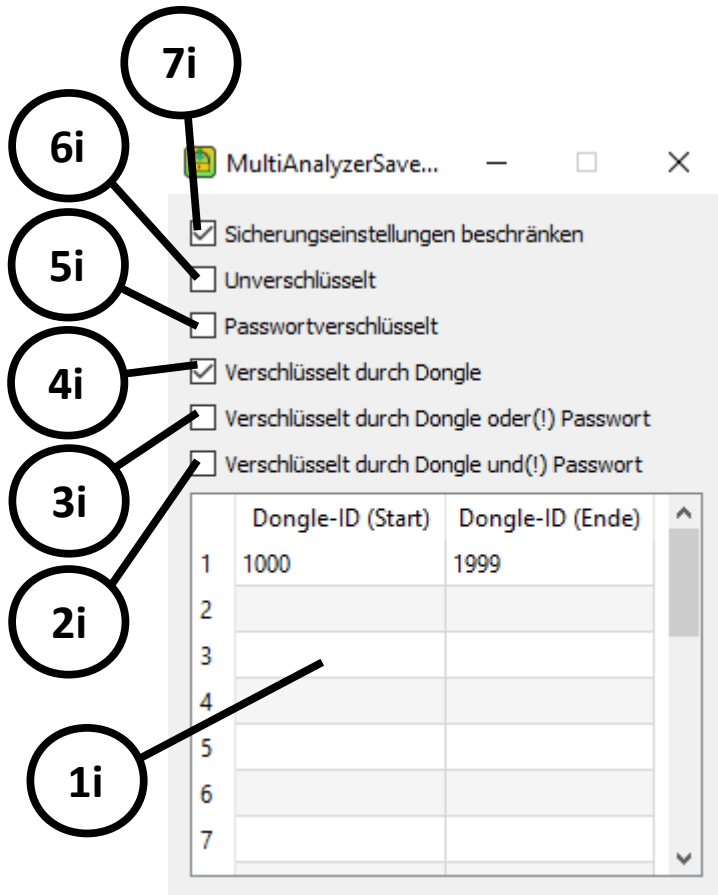 7i
6i
MultiAnalyzerSave...
Sicherungseinstellungen beschränken
5i
Unverschlüsselt
Passwortverschlüsselt
4i
Verschlüsselt durch Dongle
Verschlüsselt durch Dongle oder(!) Passwort
3i
Verschlüsselt durch Dongle und(!) Passwort
Dongle-ID (Start) Dongle-ID (Ende)
1 1000 1999
2i
2
3
4
5
1i
6
7